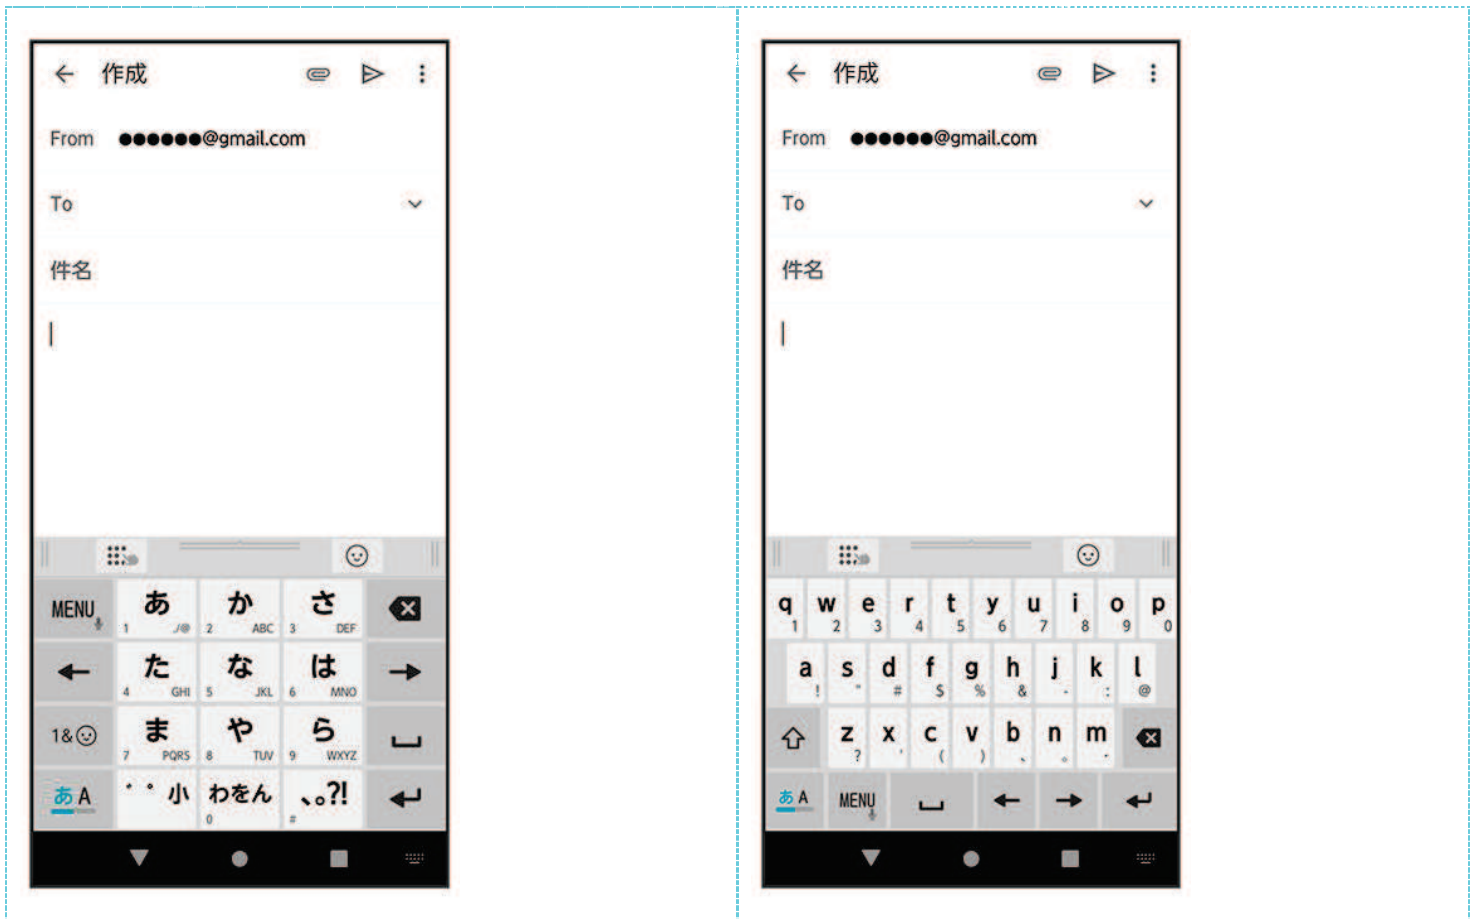 作成
From ●●●●●●@gmail.com
To
件名
MENU あ 1 ./@ か 2 ABC さ 3 DEF
た 4 GHI な 5 JKL は 6 MNO
1& ま 7 PQRS や 8 TUV ら 9 WXYZ
あA ゛゜小 わをん 0 、。?! #
作成
From ●●●●●●@gmail.com
To
件名
q 1 w 2 e 3 r 4 t 5 y 6 u 7 i 8 o 9 p 0
a ! s " d # f $ g % h & j - k : l @
z ? x ' c ( v ) b 、 n 。 m ・
あA MENU